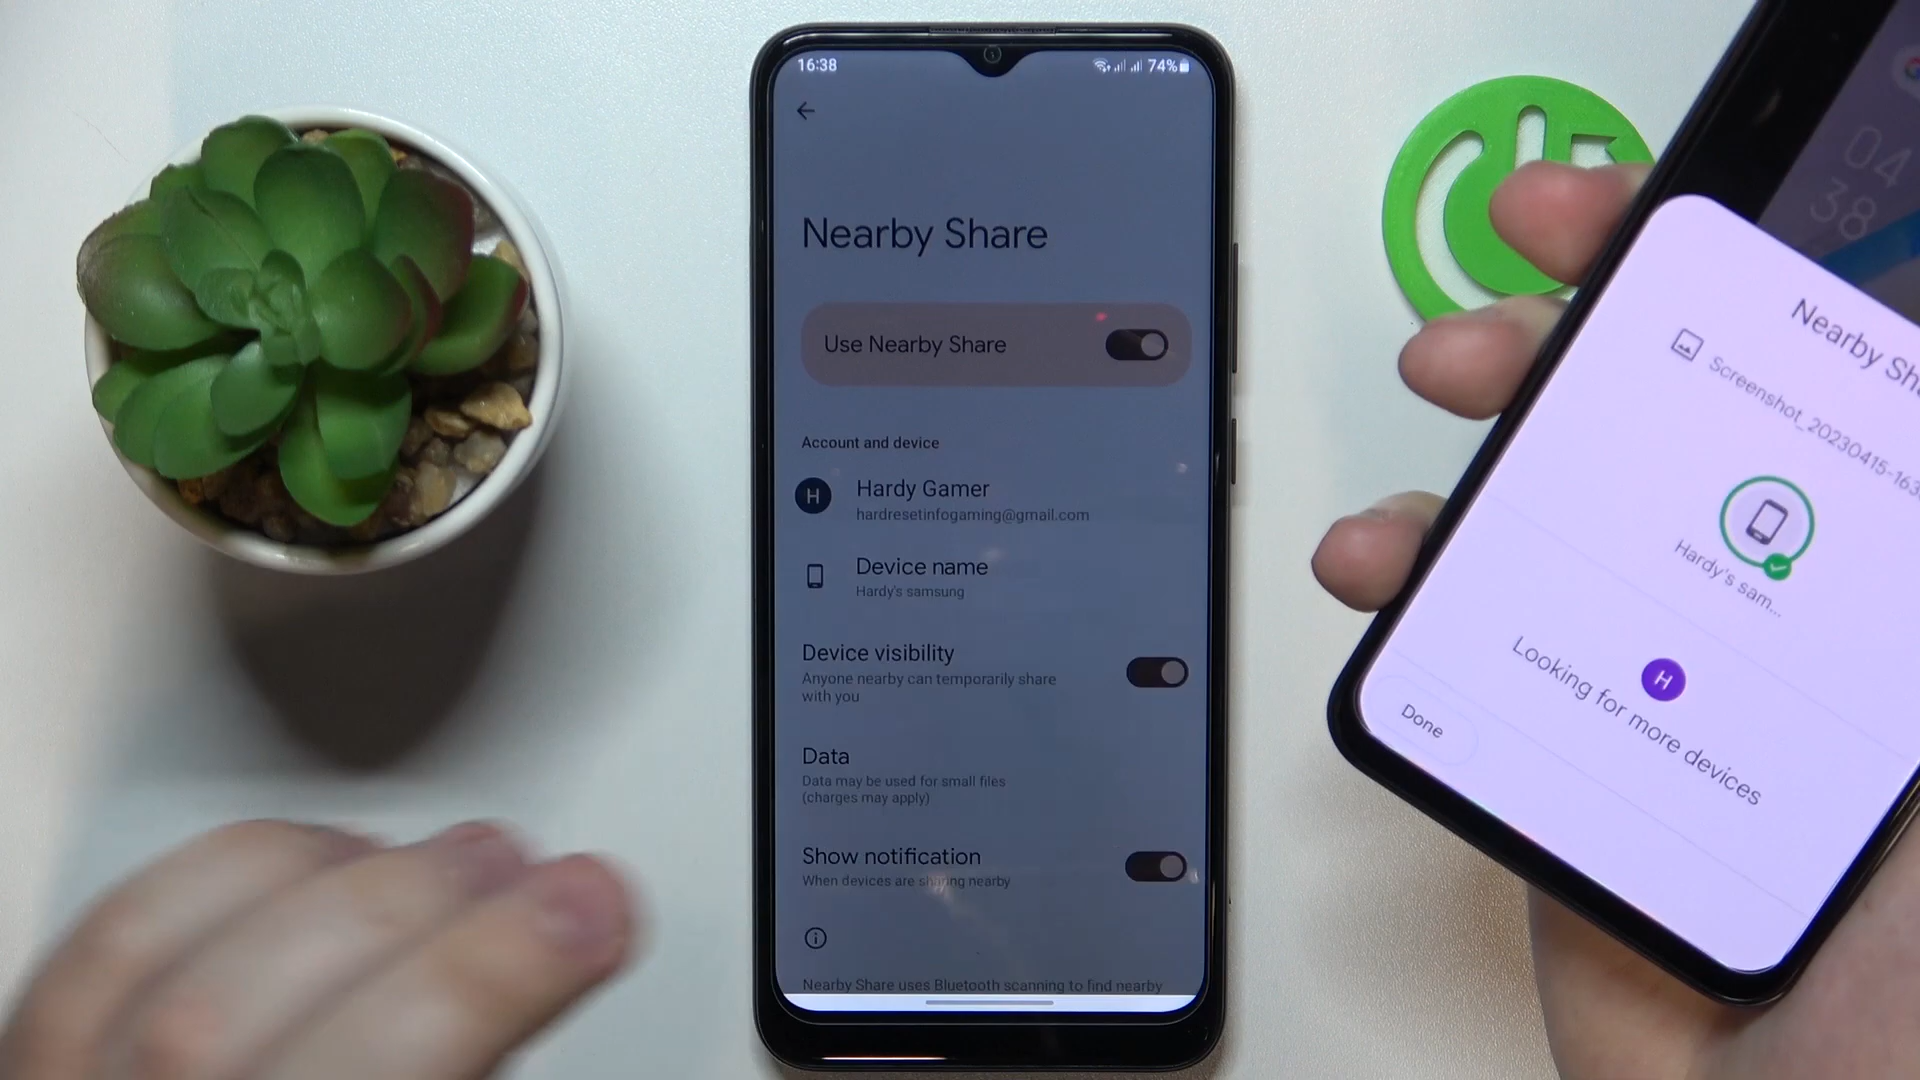 16:38
74%
Nearby Share
Use Nearby Share
Account and device
H
Hardy Gamer
hardresetinfogaming@gmail.com
Device name
Hardy's samsung
Device visibility
Anyone nearby can temporarily share
with you
Data
Data may be used for small files
(charges may apply)
Show notification
When devices are sharing nearby
Nearby Share uses Bluetooth scanning to find nearby
04
38
Nearby Sh
Screenshot_20230415-163
Hardy's sam...
H
Looking for more devices
Done